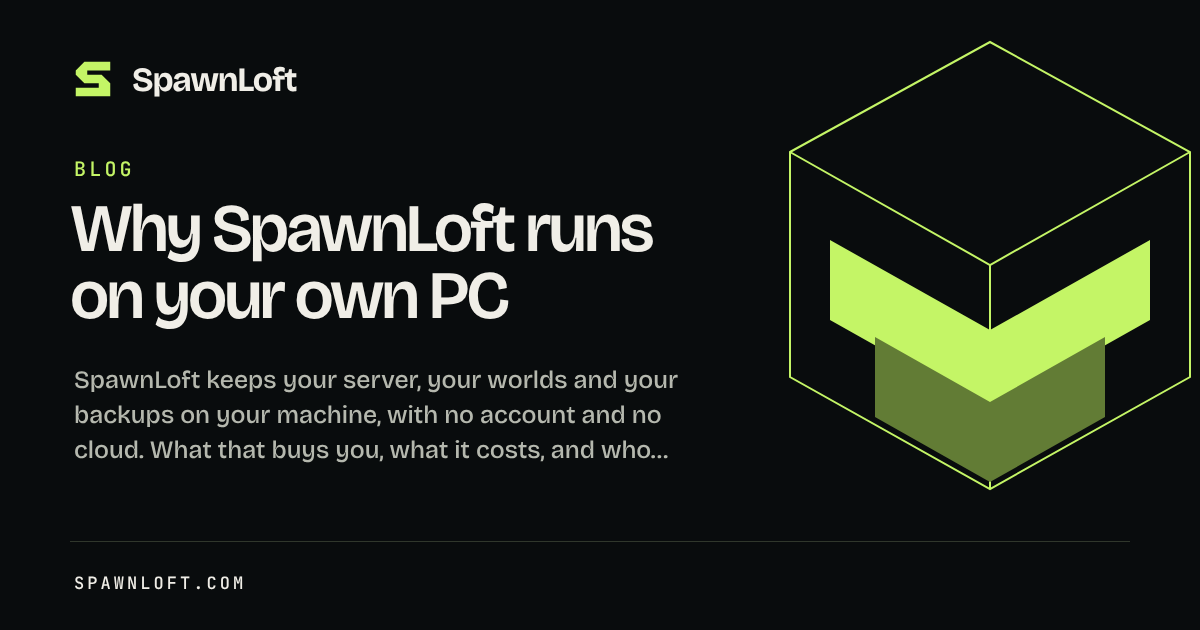 SpawnLoft
BLOG
Why SpawnLoft runs
on your own PC
SpawnLoft keeps your server, your worlds and your
backups on your machine, with no account and no
cloud. What that buys you, what it costs, and who...
SPAWNLOFT.COM